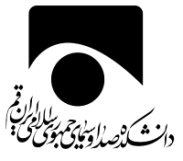 دانشکده صدا و سیمای جمهوری اسلامی ایران قم